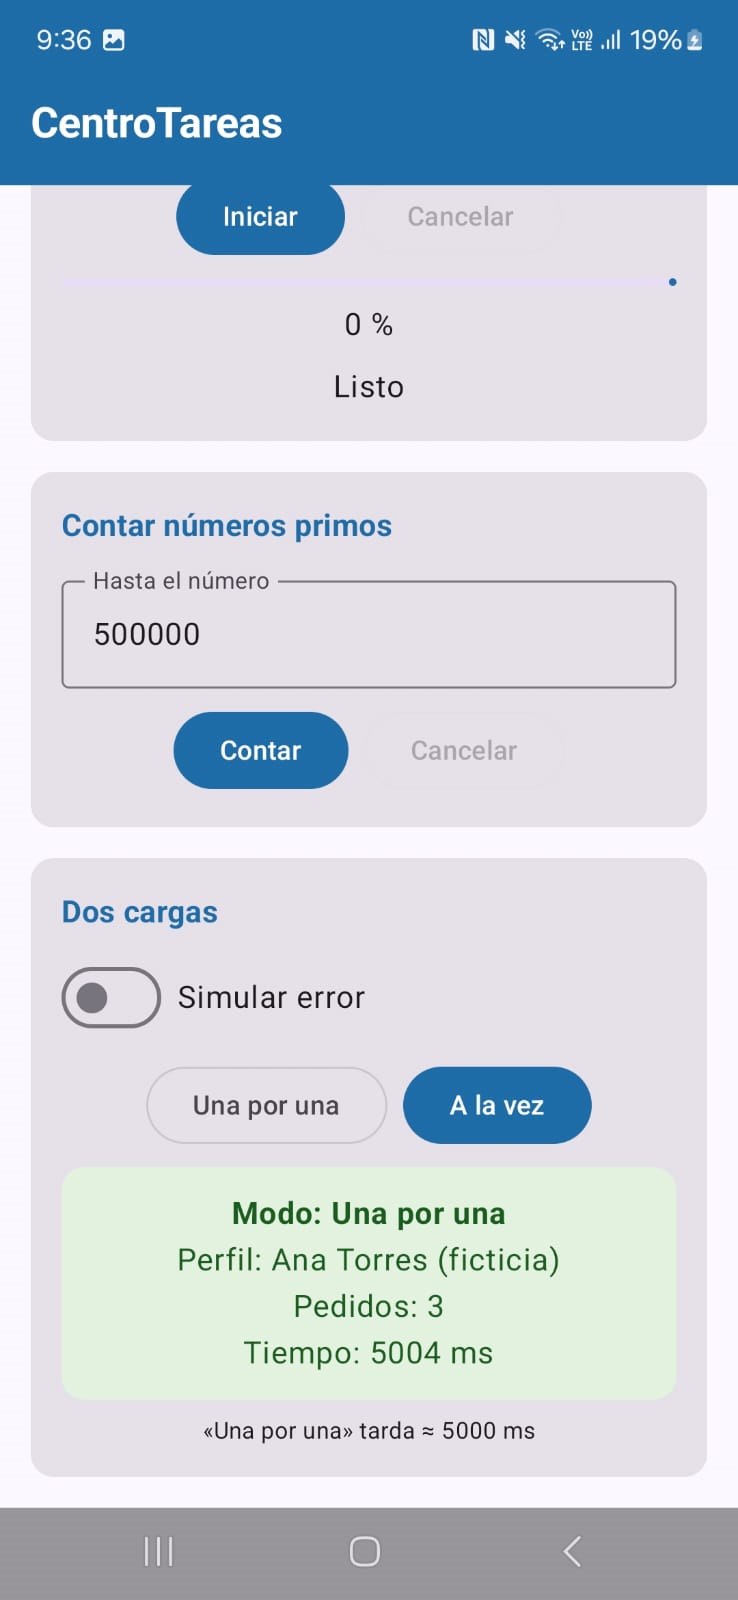 9:36 Vo)) LTE 19%
CentroTareas
Iniciar Cancelar
0 %
Listo
Contar números primos
Hasta el número
500000
Contar Cancelar
Dos cargas
Simular error
Una por una A la vez
Modo: Una por una
Perfil: Ana Torres (ficticia)
Pedidos: 3
Tiempo: 5004 ms
«Una por una» tarda ≈ 5000 ms